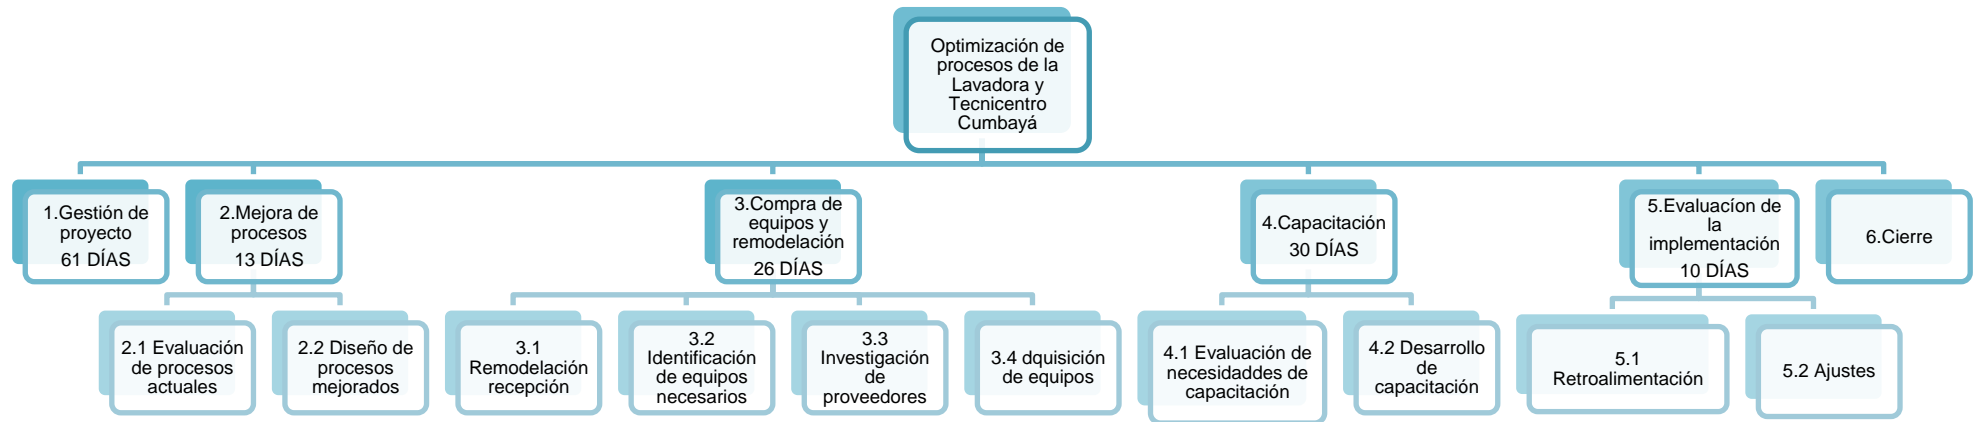 Optimización de
procesos de la
Lavadora y
Tecnicentro
Cumbayá
1.Gestión de
proyecto
61 DÍAS
2.Mejora de
procesos
13 DÍAS
3.Compra de
equipos y
remodelación
26 DÍAS
4.Capacitación
30 DÍAS
5.Evaluacíon de
la
implementación
10 DÍAS
6.Cierre
2.1 Evaluación
de procesos
actuales
2.2 Diseño de
procesos
mejorados
3.1
Remodelación
recepción
3.2
Identificación
de equipos
necesarios
3.3
Investigación
de
proveedores
3.4 dquisición
de equipos
4.1 Evaluación de
necesidaddes de
capacitación
4.2 Desarrollo
de
capacitación
5.1
Retroalimentación
5.2 Ajustes